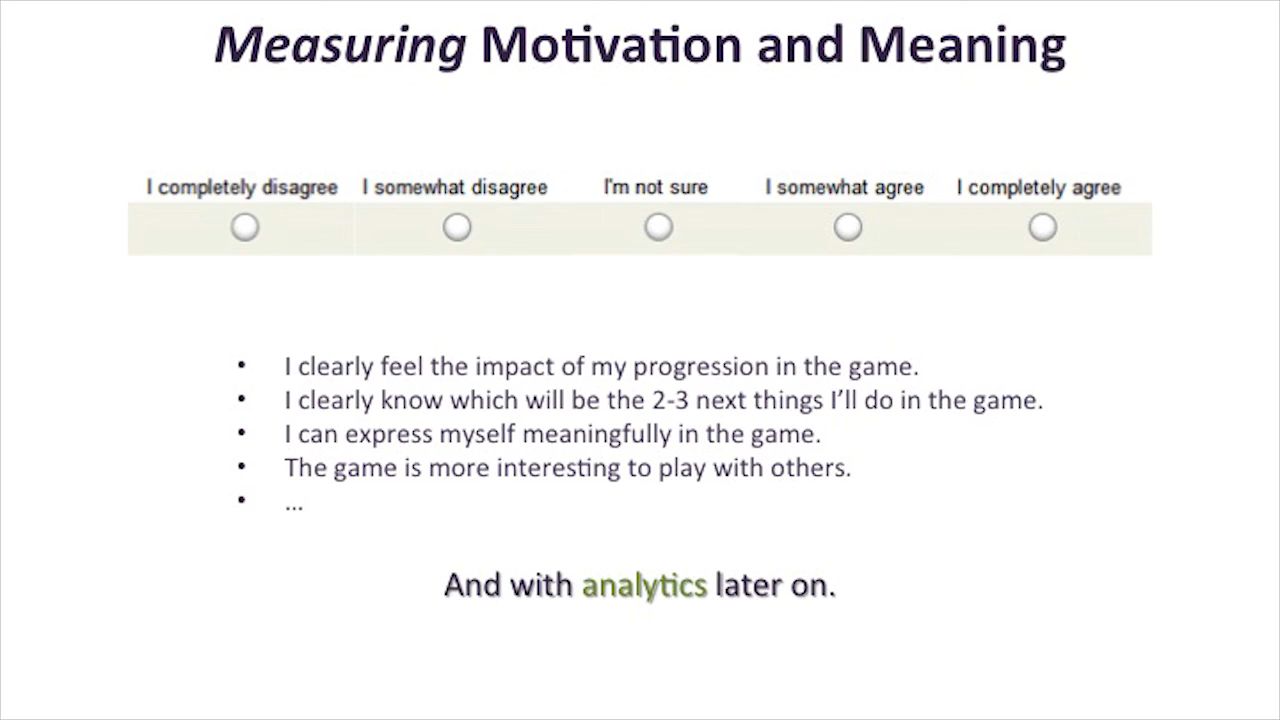 Measuring Motivation and Meaning
I completely disagree I somewhat disagree I'm not sure I somewhat agree I completely agree
• I clearly feel the impact of my progression in the game.
• I clearly know which will be the 2-3 next things I’ll do in the game.
• I can express myself meaningfully in the game.
• The game is more interesting to play with others.
• ...
And with analytics later on.